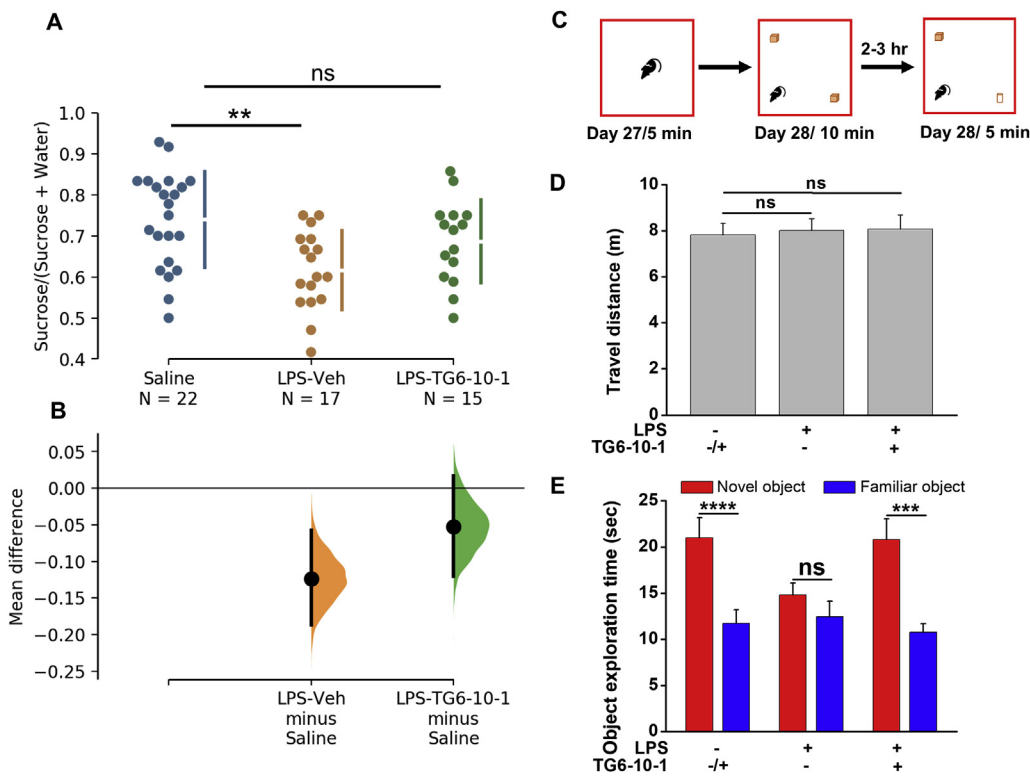 A
ns
**
Sucrose/(Sucrose + Water)
1.0
0.9
0.8
0.7
0.6
0.5
0.4
Saline
N = 22
LPS-Veh
N = 17
LPS-TG6-10-1
N = 15
B
Mean difference
0.05
0.00
−0.05
−0.10
−0.15
−0.20
−0.25
LPS-Veh
minus
Saline
LPS-TG6-10-1
minus
Saline
C
2-3 hr
Day 27/5 min
Day 28/ 10 min
Day 28/ 5 min
D
Travel distance (m)
10
8
6
4
2
0
ns
ns
LPS - + +
TG6-10-1 -/+ - +
E
Novel object
Familiar object
Object exploration time (sec)
25
20
15
10
5
0
****
ns
***
LPS - + +
TG6-10-1 -/+ - +